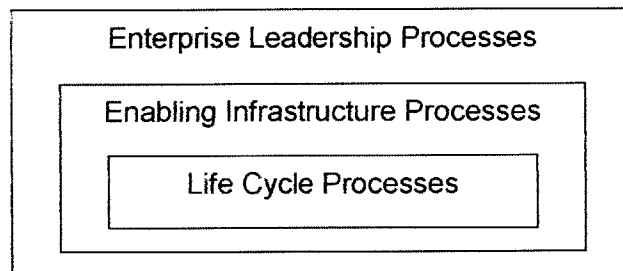 Enterprise Leadership Processes
Enabling Infrastructure Processes
Life Cycle Processes